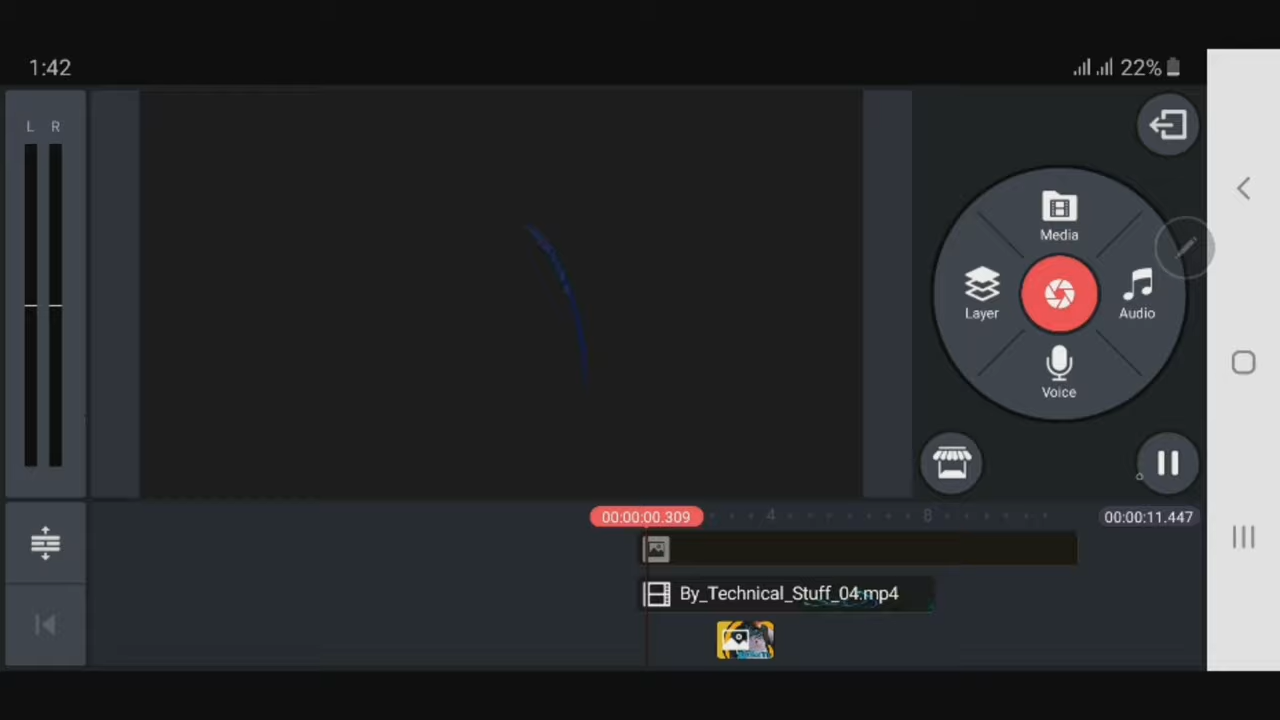 1:42
22%
L R
Media
Layer
Audio
Voice
00:00:00.309
4
8
00:00:11.447
By_Technical_Stuff_04.mp4